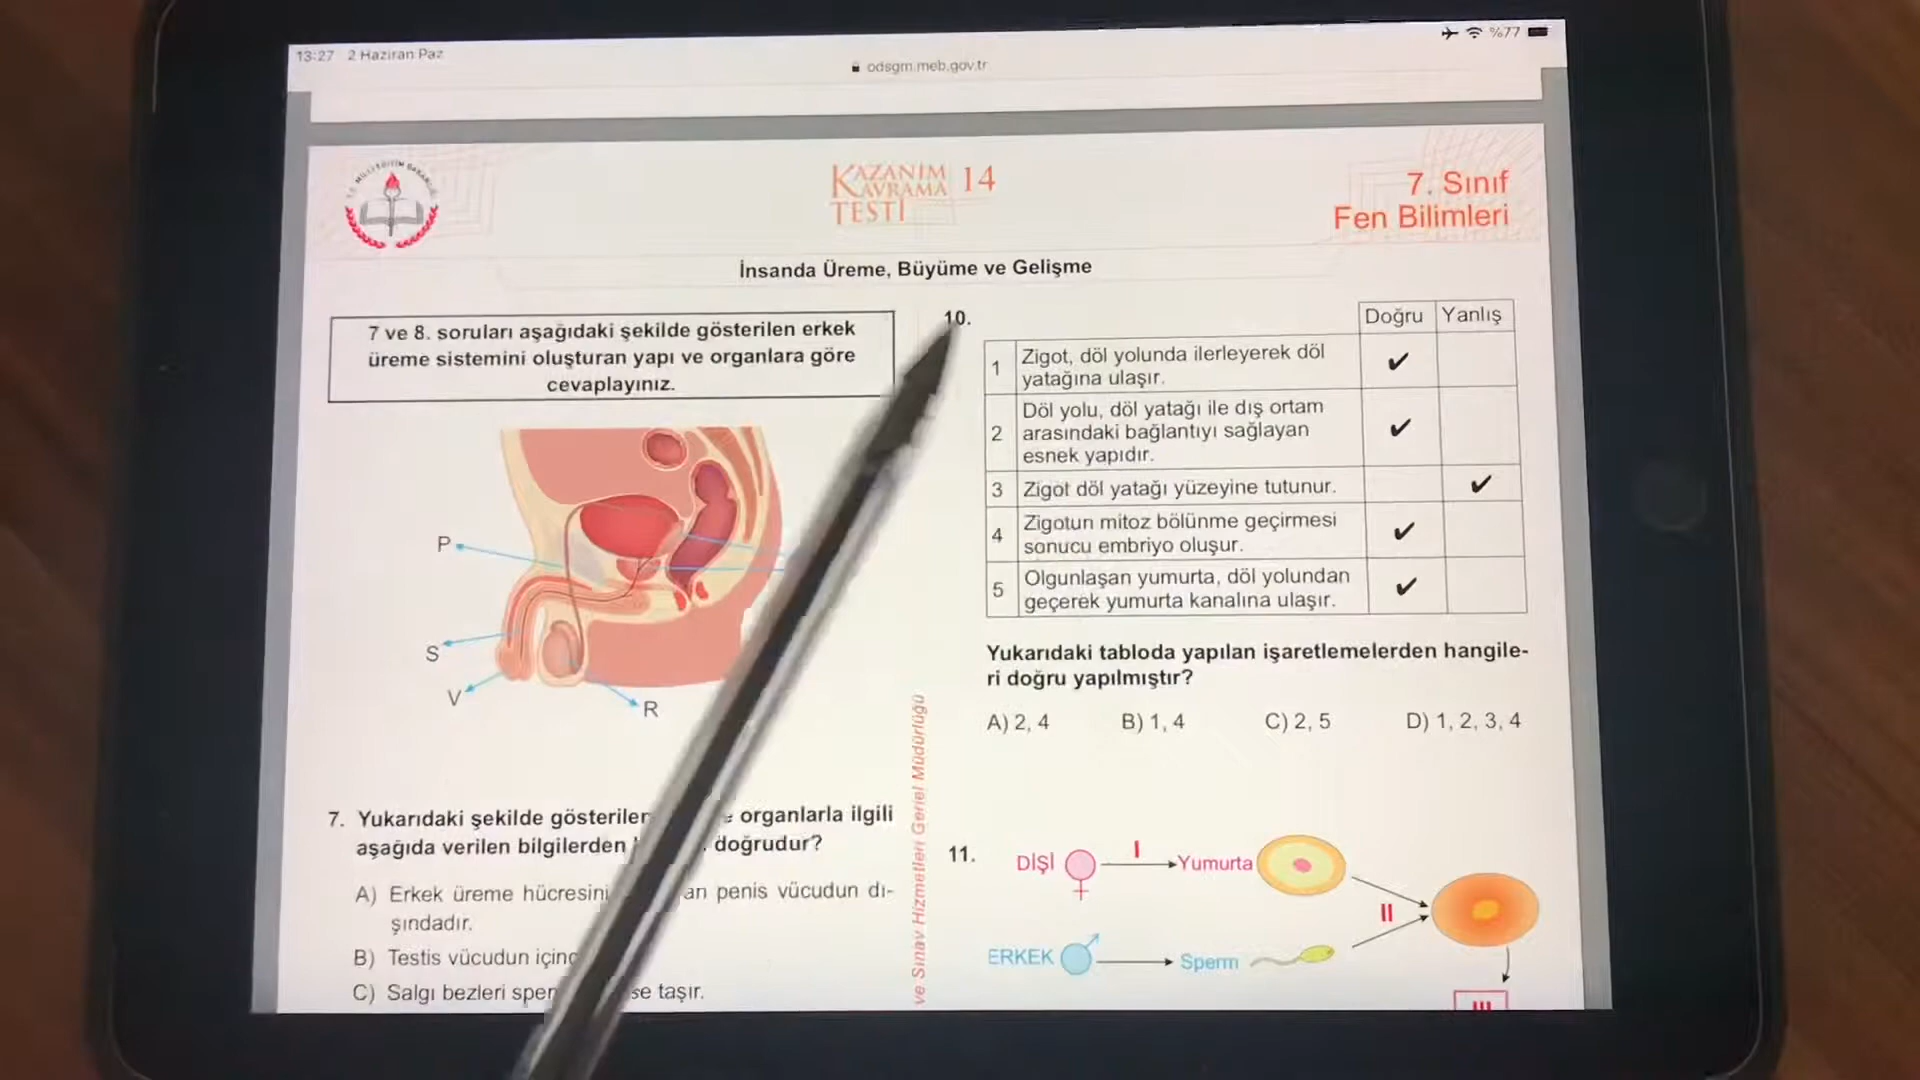 13:27 2 Haziran Paz
%77
odsgm.meb.gov.tr
KAZANIM
KAVRAMA
TESTİ
14
7. Sınıf
Fen Bilimleri
İnsanda Üreme, Büyüme ve Gelişme
7 ve 8. soruları aşağıdaki şekilde gösterilen erkek
üreme sistemini oluşturan yapı ve organlara göre
cevaplayınız.
P
S
V
R
7. Yukarıdaki şekilde gösterilen organlarla ilgili
aşağıda verilen bilgilerden doğrudur?
A) Erkek üreme hücresini penis vücudun dı-
şındadır.
B) Testis vücudun
C) Salgı bezleri taşır.
ve Sınav Hizmetleri Genel Müdürlüğü
10.
Doğru Yanlış
1 Zigot, döl yolunda ilerleyerek döl
yatağına ulaşır. ✔
2 Döl yolu, döl yatağı ile dış ortam
arasındaki bağlantıyı sağlayan
esnek yapıdır. ✔
3 Zigot döl yatağı yüzeyine tutunur. ✔
4 Zigotun mitoz bölünme geçirmesi
sonucu embriyo oluşur. ✔
5 Olgunlaşan yumurta, döl yolundan
geçerek yumurta kanalına ulaşır. ✔
Yukarıdaki tabloda yapılan işaretlemelerden hangile-
ri doğru yapılmıştır?
A) 2, 4 B) 1, 4 C) 2, 5 D) 1, 2, 3, 4
11.
DİŞİ I Yumurta
II
ERKEK Sperm
III